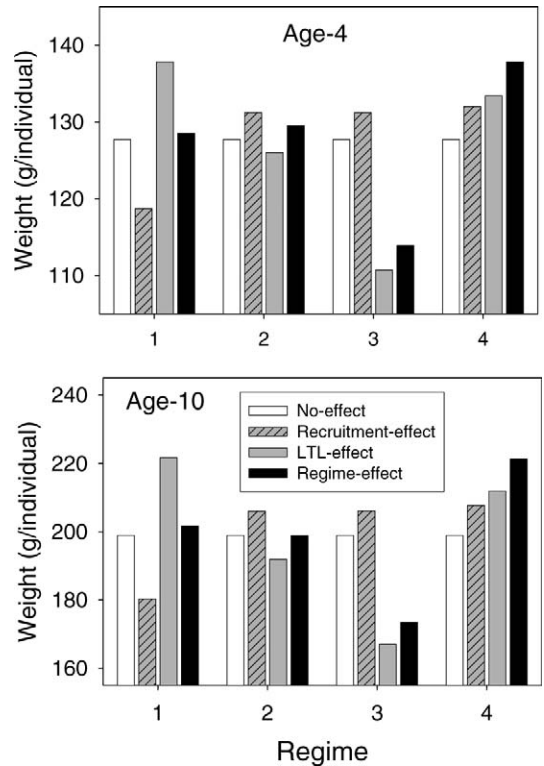 Age-4
Weight (g/individual)
140
130
120
110
1 2 3 4
Age-10
No-effect
Recruitment-effect
LTL-effect
Regime-effect
Weight (g/individual)
240
220
200
180
160
1 2 3 4
Regime